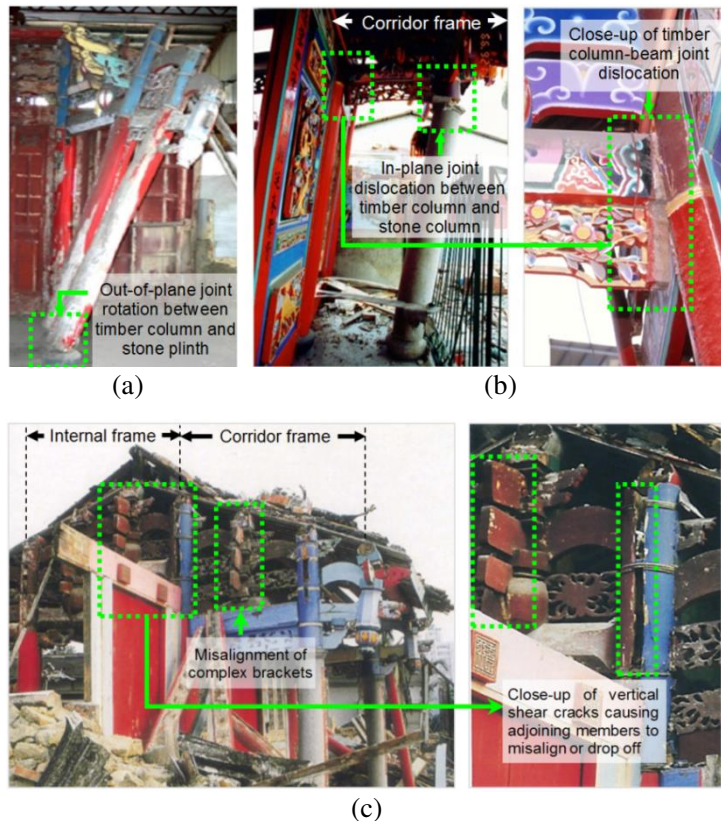 Out-of-plane joint
rotation between
timber column and
stone plinth
(a)
Corridor frame
In-plane joint
dislocation between
timber column and
stone column
Close-up of timber
column-beam joint
dislocation
(b)
Internal frame
Corridor frame
Misalignment of
complex brackets
Close-up of vertical
shear cracks causing
adjoining members to
misalign or drop off
(c)